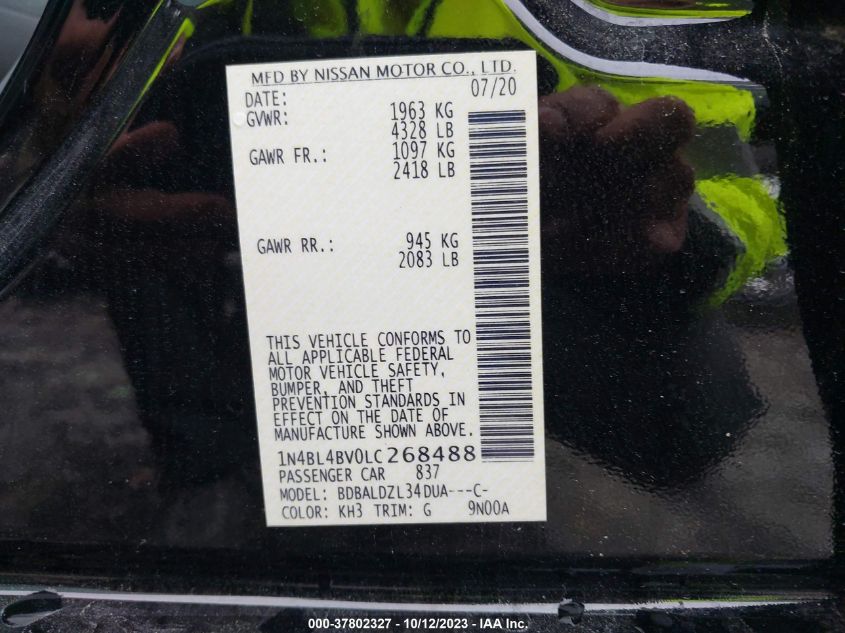 MFD BY NISSAN MOTOR CO., LTD.
DATE: 07/20
GVWR: 1963 KG
4328 LB
GAWR FR.: 1097 KG
2418 LB
GAWR RR.: 945 KG
2083 LB
THIS VEHICLE CONFORMS TO
ALL APPLICABLE FEDERAL
MOTOR VEHICLE SAFETY,
BUMPER, AND THEFT
PREVENTION STANDARDS IN
EFFECT ON THE DATE OF
MANUFACTURE SHOWN ABOVE.
1N4BL4BV0LC268488
PASSENGER CAR 837
MODEL: BDBALDZL34DUA---C-
COLOR: KH3 TRIM: G 9N00A
000-37802327 - 10/12/2023 - IAA Inc.